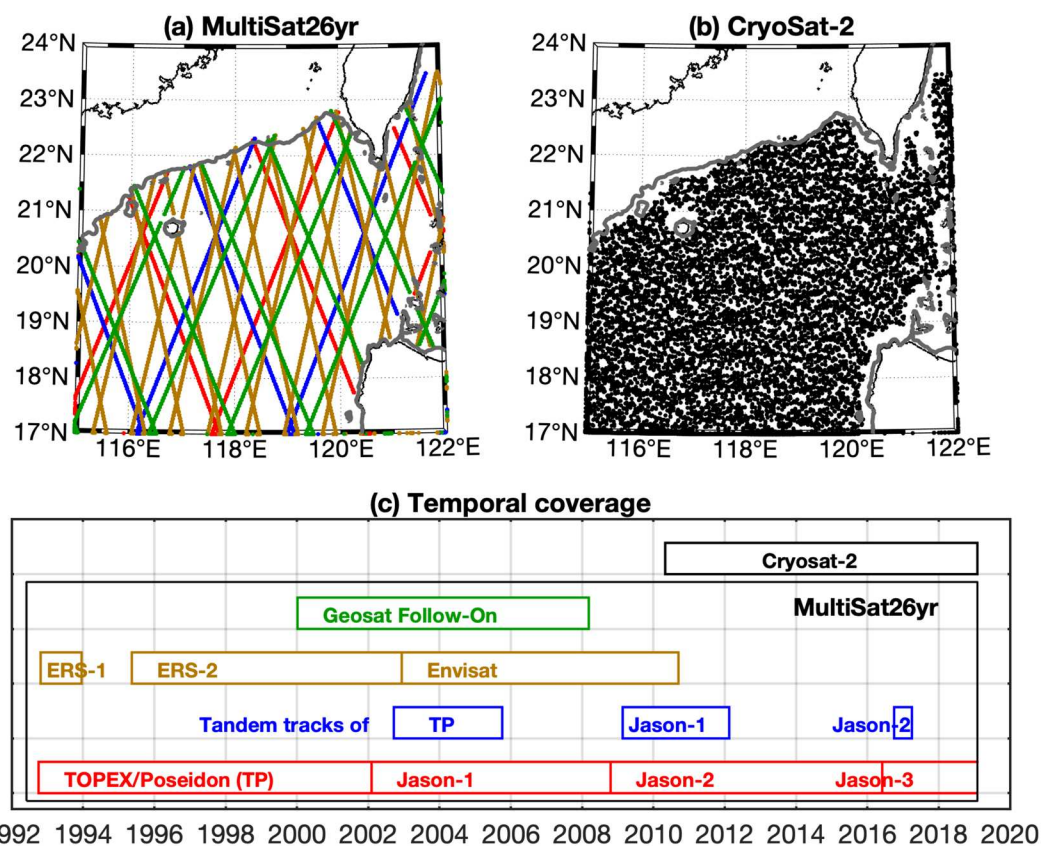 (a) MultiSat26yr
24°N
23°N
22°N
21°N
20°N
19°N
18°N
17°N
116°E 118°E 120°E 122°E
(b) CryoSat-2
24°N
23°N
22°N
21°N
20°N
19°N
18°N
17°N
116°E 118°E 120°E 122°E
(c) Temporal coverage
Cryosat-2
MultiSat26yr
Geosat Follow-On
ERS-1 ERS-2 Envisat
Tandem tracks of TP Jason-1 Jason-2
TOPEX/Poseidon (TP) Jason-1 Jason-2 Jason-3
992 1994 1996 1998 2000 2002 2004 2006 2008 2010 2012 2014 2016 2018 2020